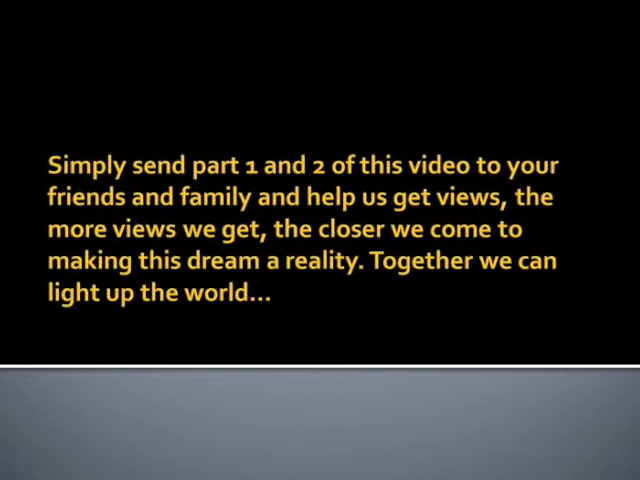 Simply send part 1 and 2 of this video to your
friends and family and help us get views, the
more views we get, the closer we come to
making this dream a reality. Together we can
light up the world...